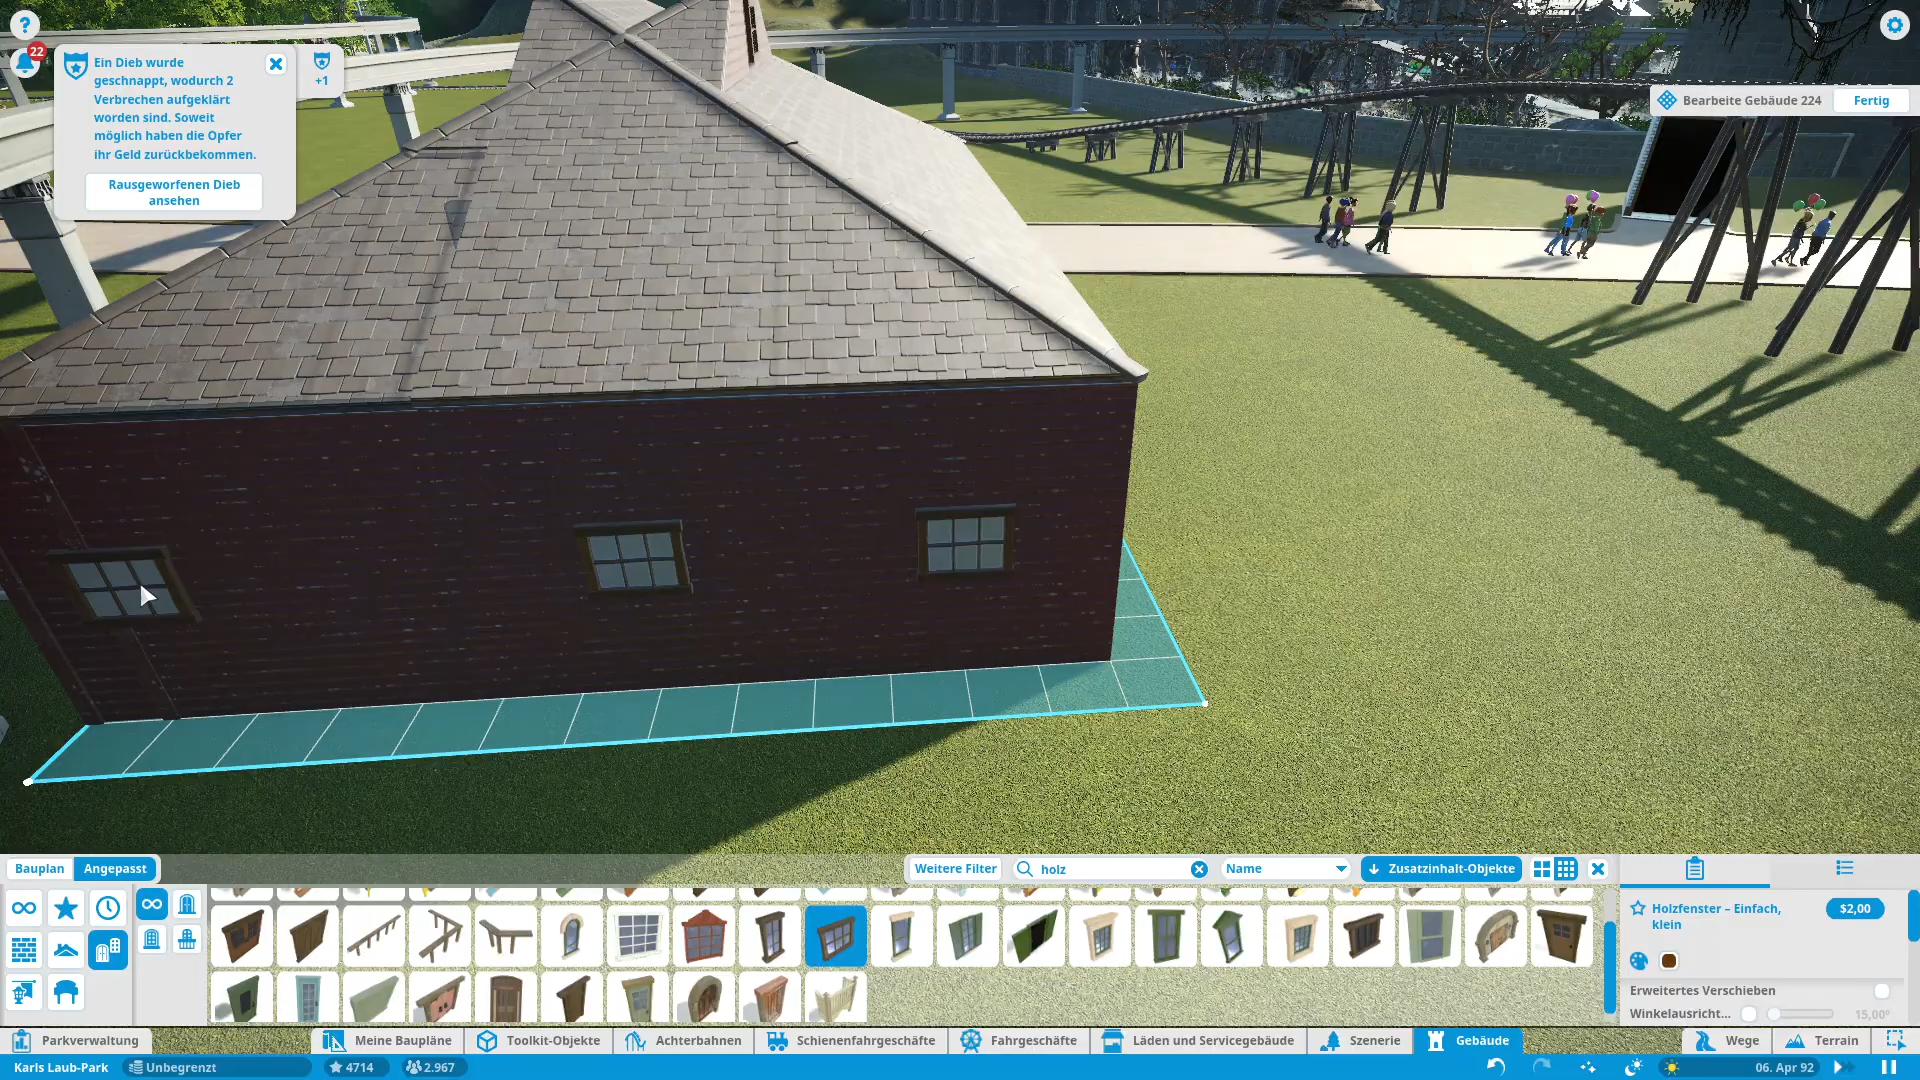 ?
22
Ein Dieb wurde
geschnappt, wodurch 2
Verbrechen aufgeklärt
worden sind. Soweit
möglich haben die Opfer
ihr Geld zurückbekommen.
Rausgeworfenen Dieb
ansehen
+1
Bearbeite Gebäude 224
Fertig
Bauplan
Angepasst
Weitere Filter
holz
Name
Zusatzinhalt-Objekte
Holzfenster – Einfach,
klein
$2,00
Erweitertes Verschieben
Winkelausricht...
15,00°
Parkverwaltung
Meine Baupläne
Toolkit-Objekte
Achterbahnen
Schienenfahrgeschäfte
Fahrgeschäfte
Läden und Servicegebäude
Szenerie
Gebäude
Wege
Terrain
Karls Laub-Park
Unbegrenzt
4714
2.967
06. Apr 92